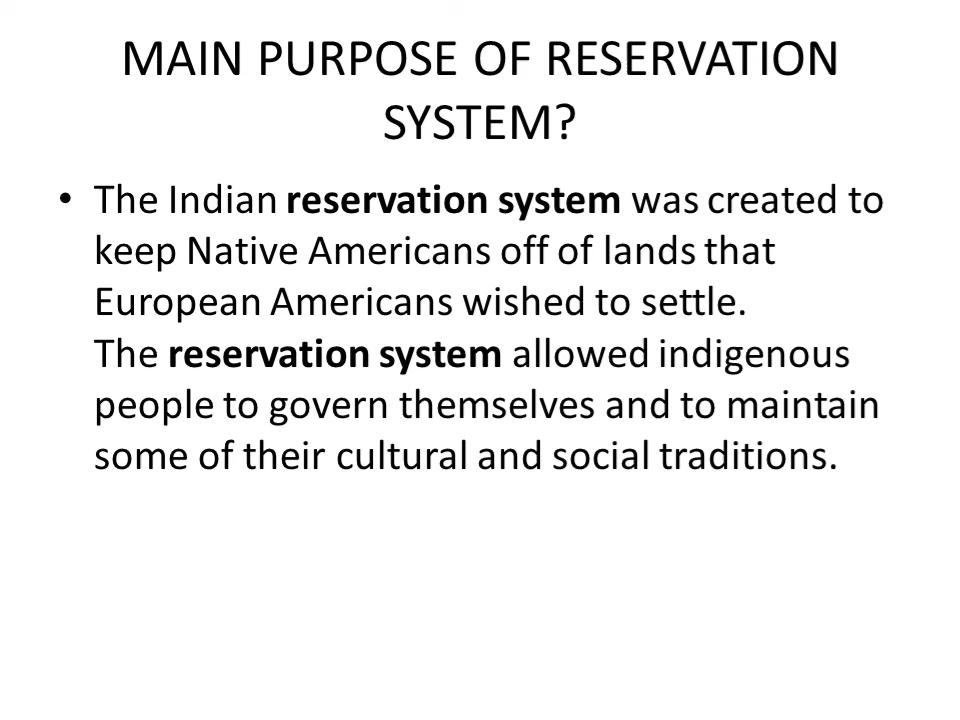 MAIN PURPOSE OF RESERVATION
SYSTEM?
• The Indian reservation system was created to
keep Native Americans off of lands that
European Americans wished to settle.
The reservation system allowed indigenous
people to govern themselves and to maintain
some of their cultural and social traditions.